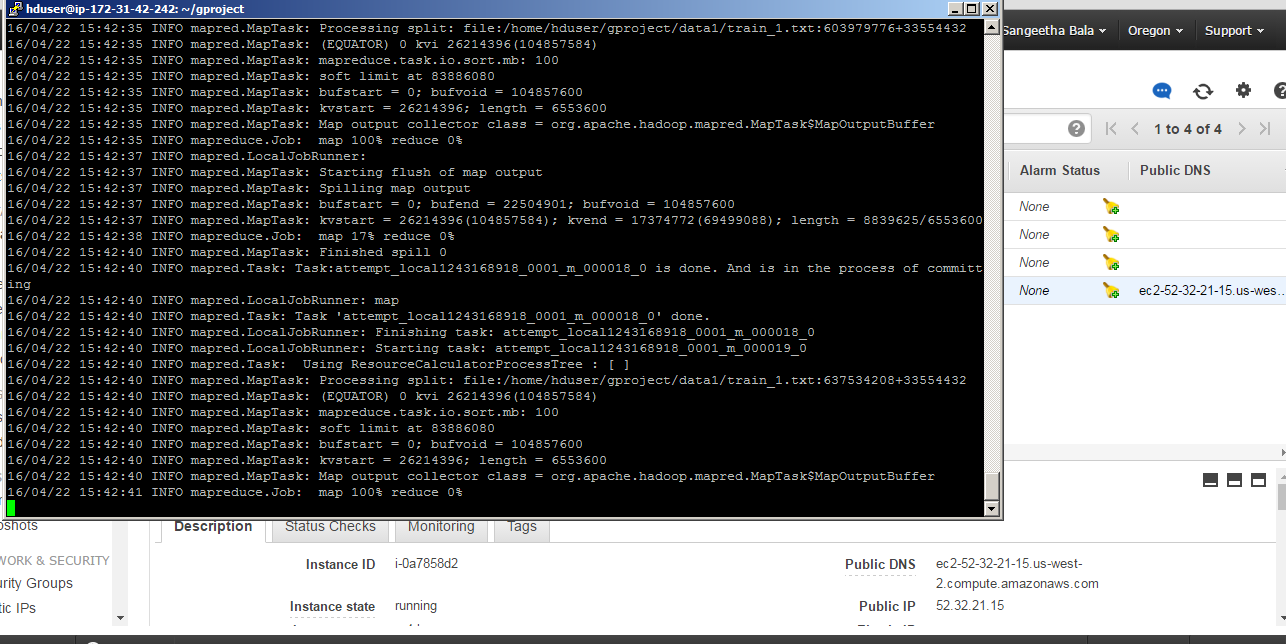 hduser@ip-172-31-42-242: ~/gproject
16/04/22 15:42:35 INFO mapred.MapTask: Processing split: file:/home/hduser/gproject/data1/train_1.txt:603979776+33554432
16/04/22 15:42:35 INFO mapred.MapTask: (EQUATOR) 0 kvi 26214396(104857584)
16/04/22 15:42:35 INFO mapred.MapTask: mapreduce.task.io.sort.mb: 100
16/04/22 15:42:35 INFO mapred.MapTask: soft limit at 83886080
16/04/22 15:42:35 INFO mapred.MapTask: bufstart = 0; bufvoid = 104857600
16/04/22 15:42:35 INFO mapred.MapTask: kvstart = 26214396; length = 6553600
16/04/22 15:42:35 INFO mapred.MapTask: Map output collector class = org.apache.hadoop.mapred.MapTask$MapOutputBuffer
16/04/22 15:42:35 INFO mapreduce.Job:  map 100% reduce 0%
16/04/22 15:42:37 INFO mapred.LocalJobRunner:
16/04/22 15:42:37 INFO mapred.MapTask: Starting flush of map output
16/04/22 15:42:37 INFO mapred.MapTask: Spilling map output
16/04/22 15:42:37 INFO mapred.MapTask: bufstart = 0; bufend = 22504901; bufvoid = 104857600
16/04/22 15:42:37 INFO mapred.MapTask: kvstart = 26214396(104857584); kvend = 17374772(69499088); length = 8839625/6553600
16/04/22 15:42:38 INFO mapreduce.Job:  map 17% reduce 0%
16/04/22 15:42:40 INFO mapred.MapTask: Finished spill 0
16/04/22 15:42:40 INFO mapred.Task: Task:attempt_local1243168918_0001_m_000018_0 is done. And is in the process of committ
ing
16/04/22 15:42:40 INFO mapred.LocalJobRunner: map
16/04/22 15:42:40 INFO mapred.Task: Task 'attempt_local1243168918_0001_m_000018_0' done.
16/04/22 15:42:40 INFO mapred.LocalJobRunner: Finishing task: attempt_local1243168918_0001_m_000018_0
16/04/22 15:42:40 INFO mapred.LocalJobRunner: Starting task: attempt_local1243168918_0001_m_000019_0
16/04/22 15:42:40 INFO mapred.Task:  Using ResourceCalculatorProcessTree : [ ]
16/04/22 15:42:40 INFO mapred.MapTask: Processing split: file:/home/hduser/gproject/data1/train_1.txt:637534208+33554432
16/04/22 15:42:40 INFO mapred.MapTask: (EQUATOR) 0 kvi 26214396(104857584)
16/04/22 15:42:40 INFO mapred.MapTask: mapreduce.task.io.sort.mb: 100
16/04/22 15:42:40 INFO mapred.MapTask: soft limit at 83886080
16/04/22 15:42:40 INFO mapred.MapTask: bufstart = 0; bufvoid = 104857600
16/04/22 15:42:40 INFO mapred.MapTask: kvstart = 26214396; length = 6553600
16/04/22 15:42:40 INFO mapred.MapTask: Map output collector class = org.apache.hadoop.mapred.MapTask$MapOutputBuffer
16/04/22 15:42:41 INFO mapreduce.Job:  map 100% reduce 0%
Sangeetha Bala Oregon Support
1 to 4 of 4
Alarm Status Public DNS
None
None
None
None ec2-52-32-21-15.us-wes...
pshots
WORK & SECURITY
urity Groups
tic IPs
Description Status Checks Monitoring Tags
Instance ID i-0a7858d2
Instance state running
Public DNS ec2-52-32-21-15.us-west-
2.compute.amazonaws.com
Public IP 52.32.21.15